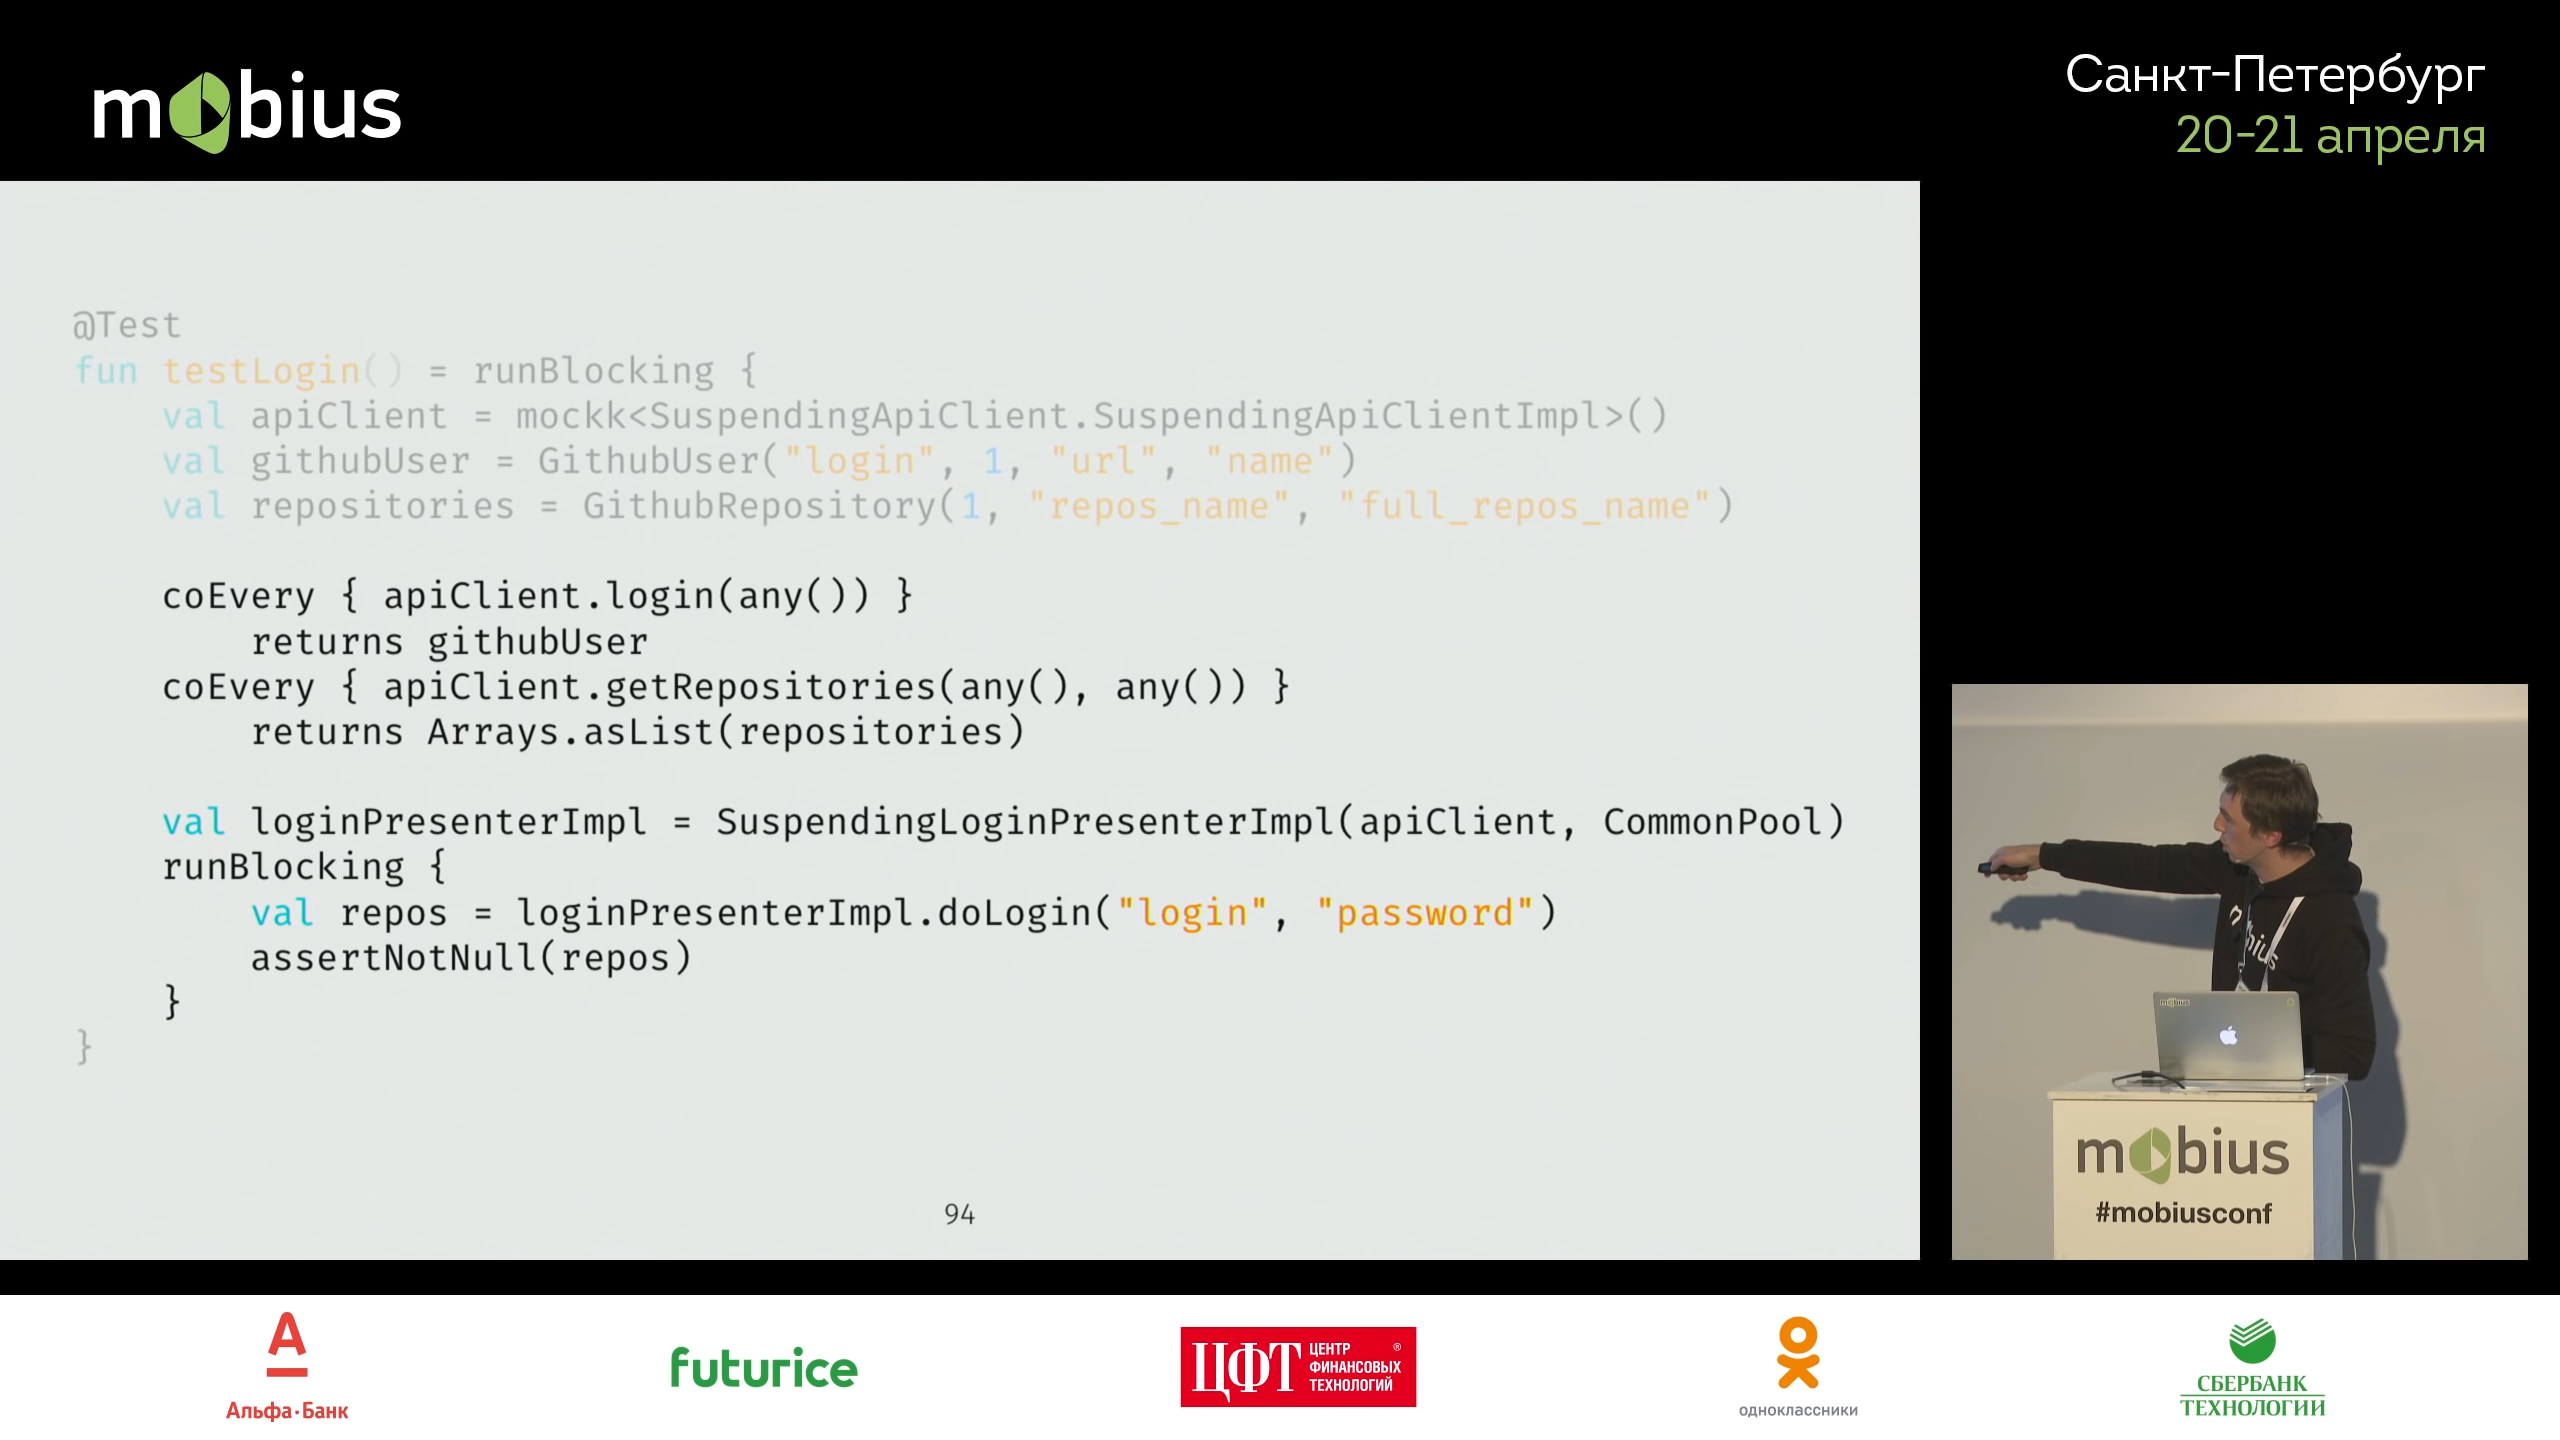 mobius
Санкт-Петербург
20-21 апреля
@Test
fun testLogin() = runBlocking {
    val apiClient = mockk<SuspendingApiClient.SuspendingApiClientImpl>()
    val githubUser = GithubUser("login", 1, "url", "name")
    val repositories = GithubRepository(1, "repos_name", "full_repos_name")
    coEvery { apiClient.login(any()) }
        returns githubUser
    coEvery { apiClient.getRepositories(any(), any()) }
        returns Arrays.asList(repositories)
    val loginPresenterImpl = SuspendingLoginPresenterImpl(apiClient, CommonPool)
    runBlocking {
        val repos = loginPresenterImpl.doLogin("login", "password")
        assertNotNull(repos)
    }
}
94
mobius
mobius
mobius
#mobiusconf
Альфа·Банк
futurice
ЦФТ
ЦЕНТР ®
ФИНАНСОВЫХ
ТЕХНОЛОГИЙ
одноклассники
СБЕРБАНК
ТЕХНОЛОГИИ